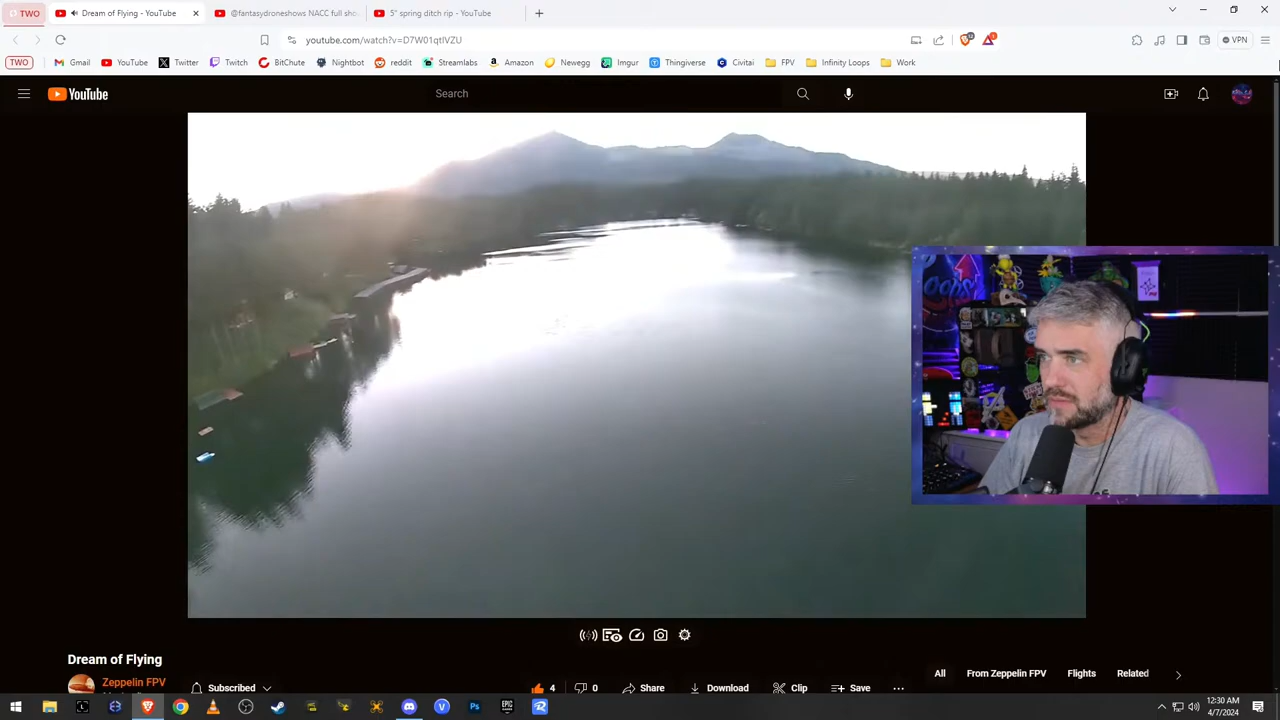 TWO
Dream of Flying - YouTube
@fantasydroneshows NACC full sho
5" spring ditch rip - YouTube
youtube.com/watch?v=D7W01qtIVZU
VPN
TWO
Gmail
YouTube
Twitter
Twitch
BitChute
Nightbot
reddit
Streamlabs
Amazon
Newegg
Imgur
Thingiverse
Civitai
FPV
Infinity Loops
Work
YouTube
Search
Dream of Flying
Zeppelin FPV
Subscribed
4
0
Share
Download
Clip
Save
All
From Zeppelin FPV
Flights
Related
12:30 AM
4/7/2024